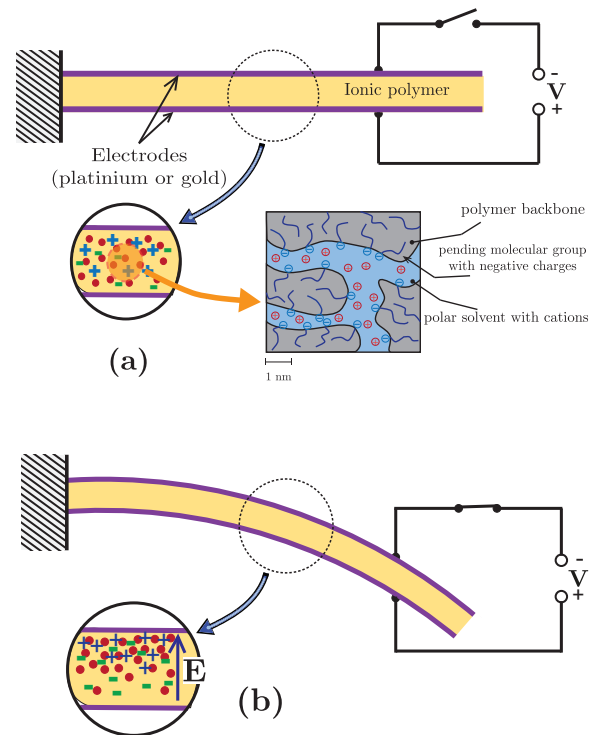 -
V
+
Ionic polymer
Electrodes
(platinium or gold)
polymer backbone
pending molecular group
with negative charges
polar solvent with cations
1 nm
(a)
-
V
+
E
(b)